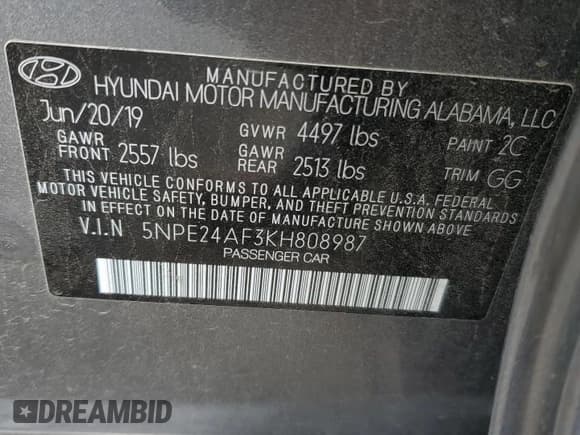 MANUFACTURED BY
HYUNDAI MOTOR MANUFACTURING ALABAMA, LLC
Jun/20/19 GVWR 4497 lbs PAINT 2C
GAWR FRONT 2557 lbs GAWR REAR 2513 lbs TRIM GG
THIS VEHICLE CONFORMS TO ALL APPLICABLE U.S.A. FEDERAL
MOTOR VEHICLE SAFETY, BUMPER, AND THEFT PREVENTION STANDARDS
IN EFFECT ON THE DATE OF MANUFACTURE SHOWN ABOVE
V.I.N 5NPE24AF3KH808987
PASSENGER CAR
DREAMBID